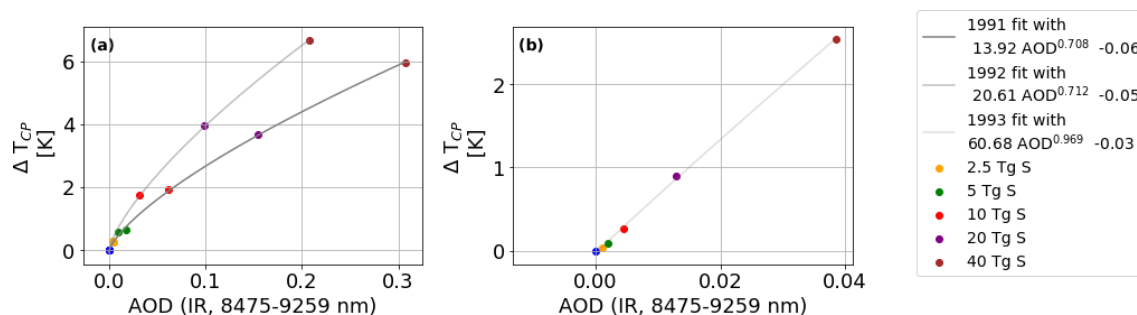 (a)
6
4
2
0
Δ T_CP
[K]
0.0 0.1 0.2 0.3
AOD (IR, 8475-9259 nm)
(b)
2
1
0
Δ T_CP
[K]
0.00 0.02 0.04
AOD (IR, 8475-9259 nm)
1991 fit with
13.92 AOD^0.708 -0.06
1992 fit with
20.61 AOD^0.712 -0.05
1993 fit with
60.68 AOD^0.969 -0.03
2.5 Tg S
5 Tg S
10 Tg S
20 Tg S
40 Tg S